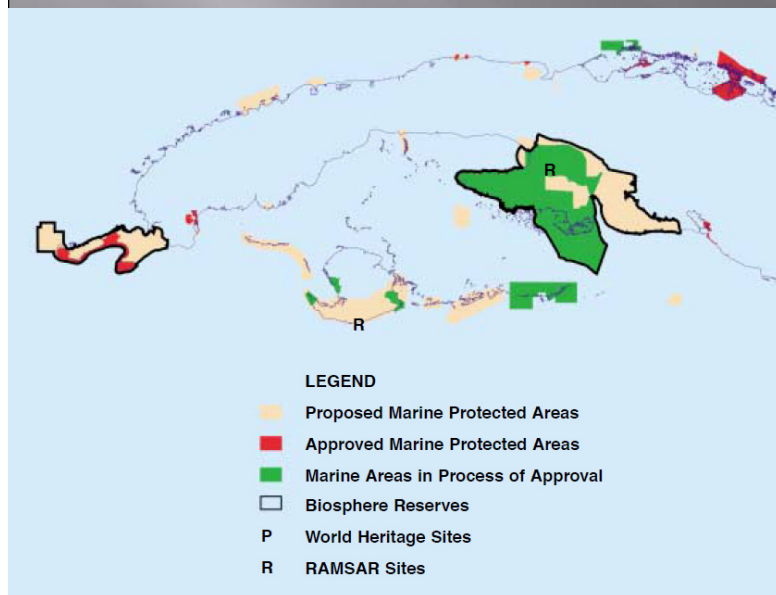 R
R
LEGEND
Proposed Marine Protected Areas
Approved Marine Protected Areas
Marine Areas in Process of Approval
Biosphere Reserves
P World Heritage Sites
R RAMSAR Sites